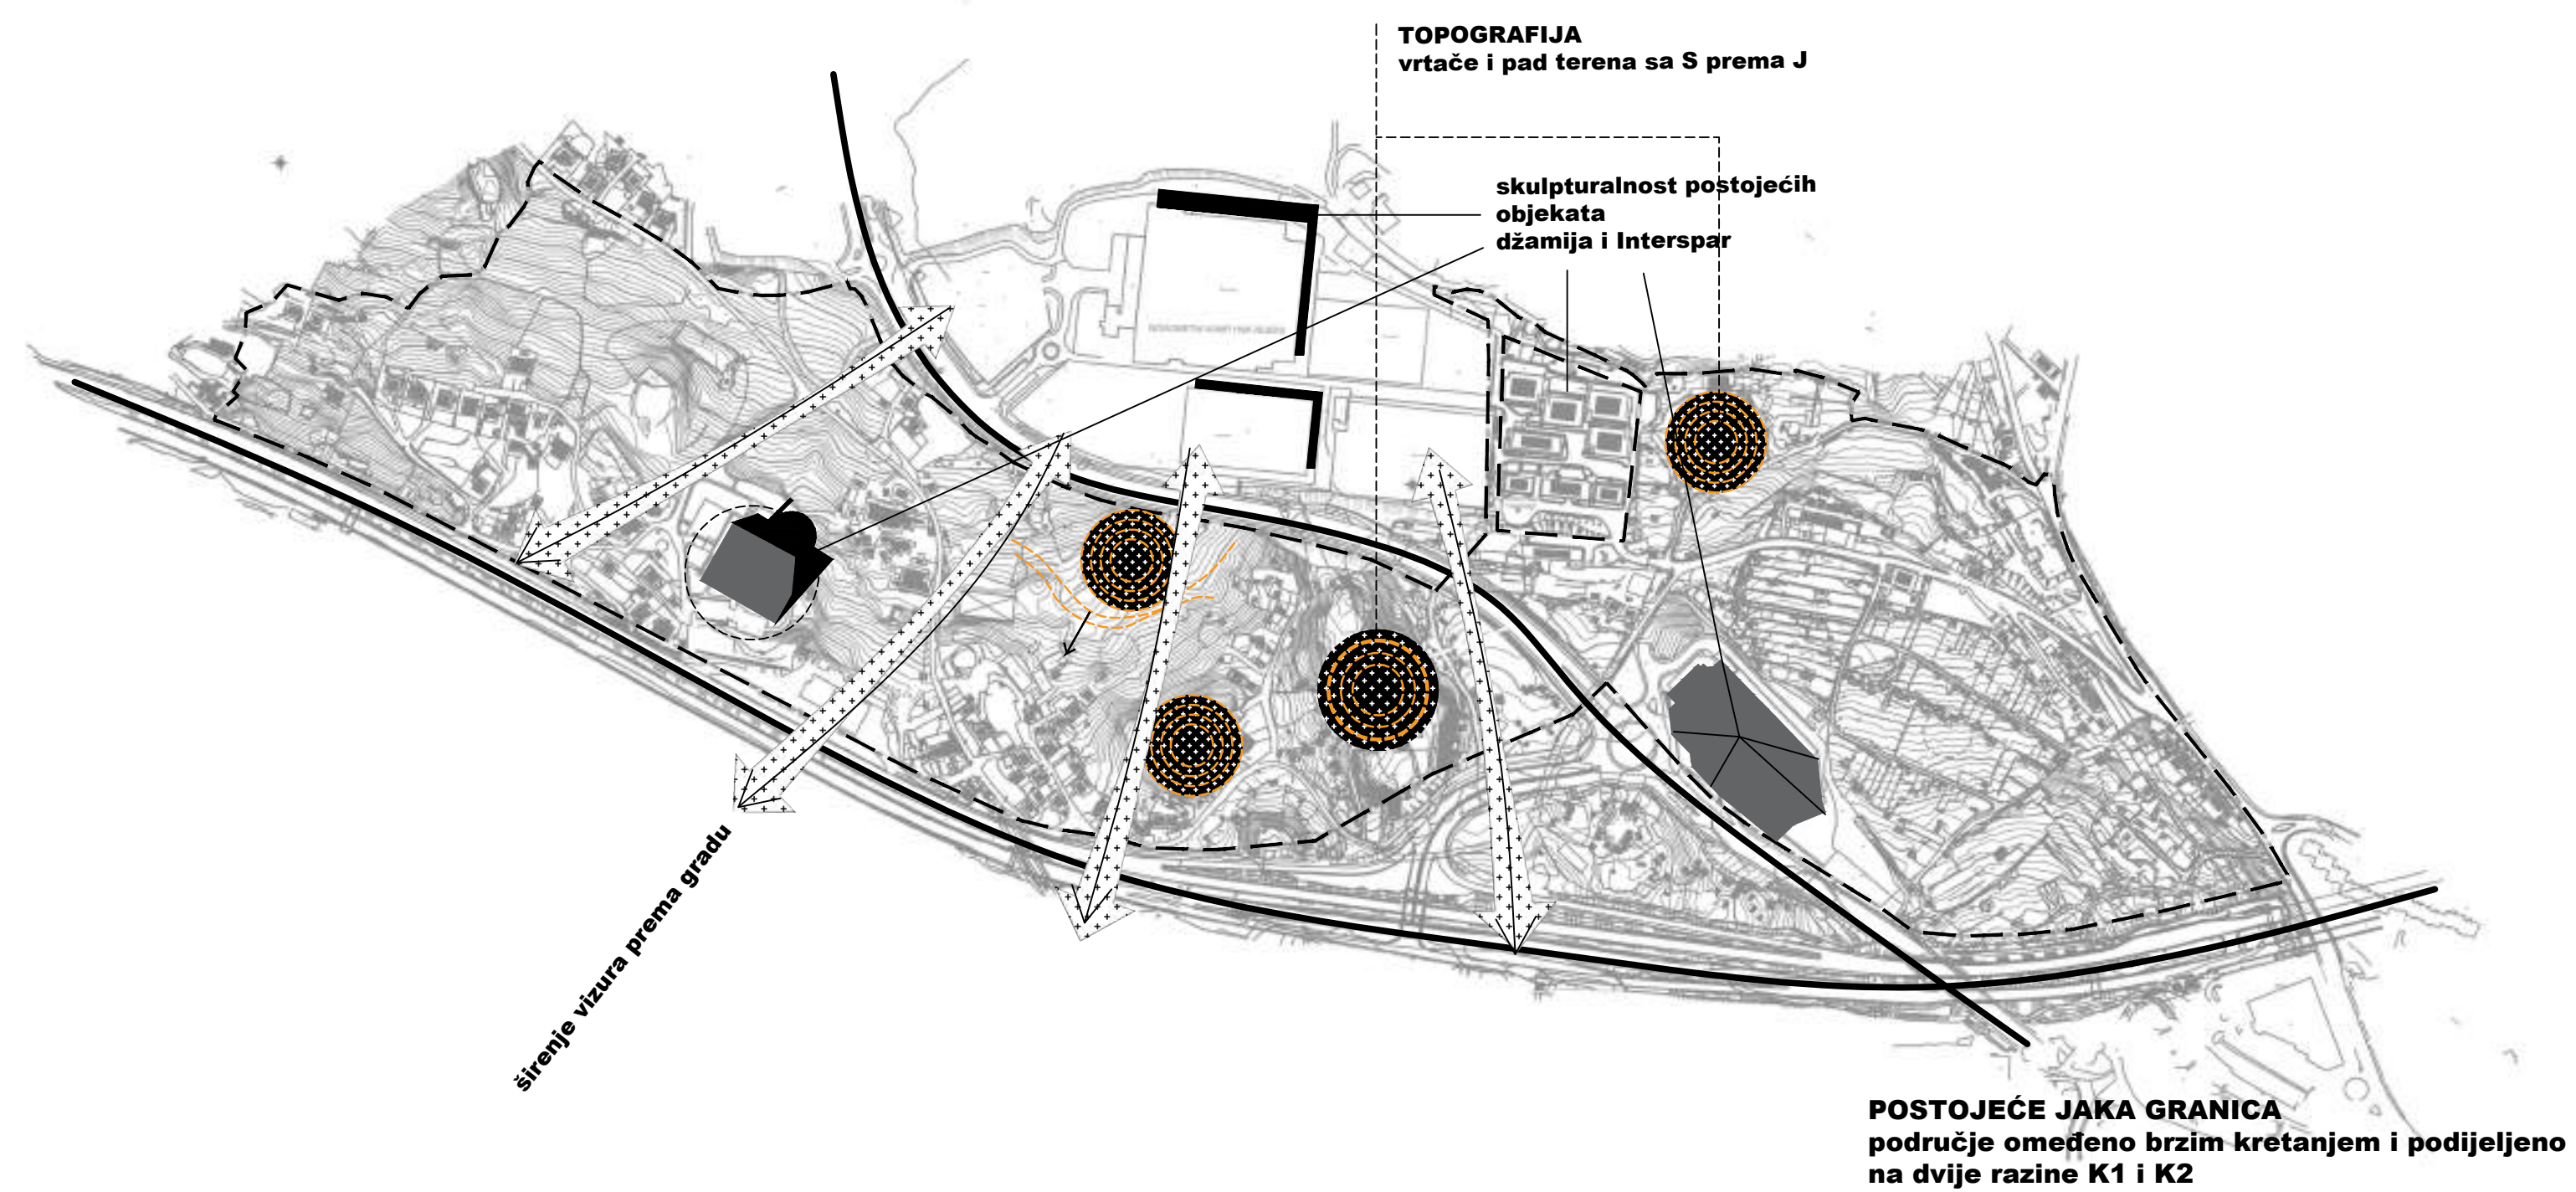 TOPOGRAFIJA
vrtače i pad terena sa S prema J
skulpturalnost postojećih
objekata
džamija i Interspar
širenje vizura prema gradu
POSTOJEĆE JAKA GRANICA
područje omeđeno brzim kretanjem i podijeljeno
na dvije razine K1 i K2